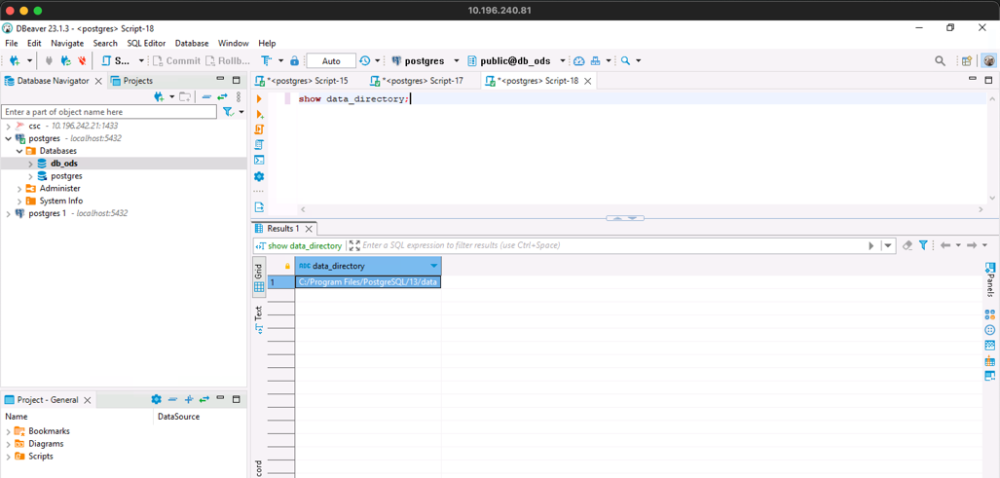 10.196.240.81
DBeaver 23.1.3 - <postgres> Script-18
File Edit Navigate Search SQL Editor Database Window Help
S... Commit Rollb... T Auto postgres public@db_ods
Database Navigator Projects
*<postgres> Script-15 *<postgres> Script-17 *<postgres> Script-18
Enter a part of object name here
csc - 10.196.242.21:1433
postgres - localhost:5432
Databases
db_ods
postgres
Administer
System Info
postgres 1 - localhost:5432
show data_directory;
Results 1
show data_directory Enter a SQL expression to filter results (use Ctrl+Space)
Grid
Text
cord
ABC data_directory
1 C:/Program Files/PostgreSQL/13/data
Panels
Project - General
Name DataSource
Bookmarks
Diagrams
Scripts